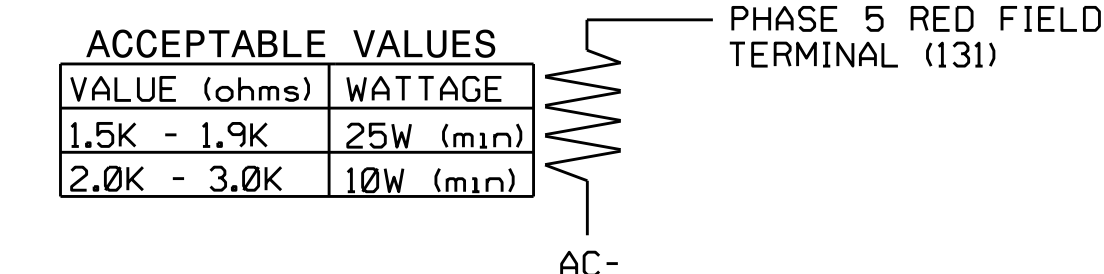 ACCEPTABLE VALUES
VALUE (ohms) WATTAGE
1.5K - 1.9K 25W (min)
2.0K - 3.0K 10W (min)
PHASE 5 RED FIELD
TERMINAL (131)
AC-